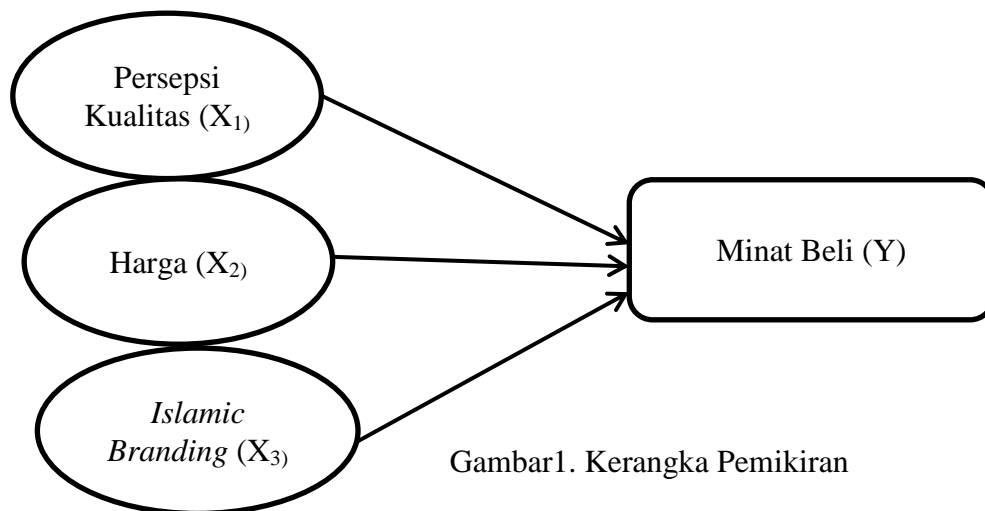 Persepsi
Kualitas (X1)
Harga (X2)
Islamic
Branding (X3)
Minat Beli (Y)
Gambar1. Kerangka Pemikiran